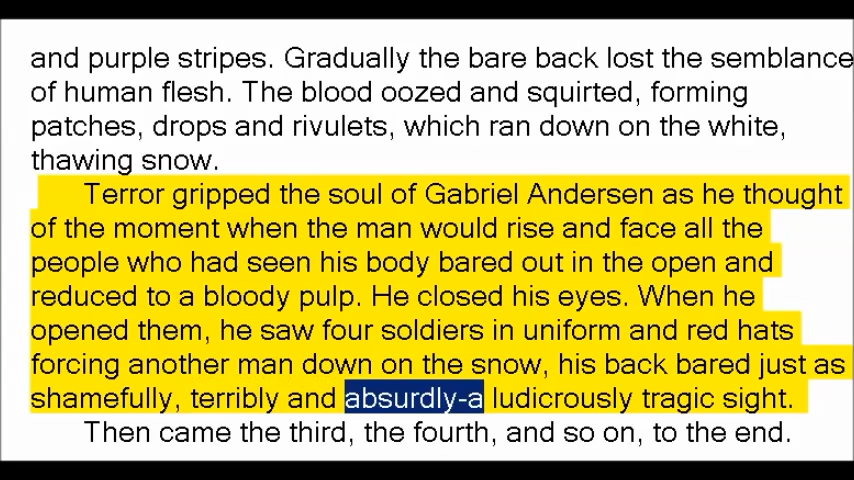 and purple stripes. Gradually the bare back lost the semblance
of human flesh. The blood oozed and squirted, forming
patches, drops and rivulets, which ran down on the white,
thawing snow.
Terror gripped the soul of Gabriel Andersen as he thought
of the moment when the man would rise and face all the
people who had seen his body bared out in the open and
reduced to a bloody pulp. He closed his eyes. When he
opened them, he saw four soldiers in uniform and red hats
forcing another man down on the snow, his back bared just as
shamefully, terribly and absurdly-a ludicrously tragic sight.
Then came the third, the fourth, and so on, to the end.